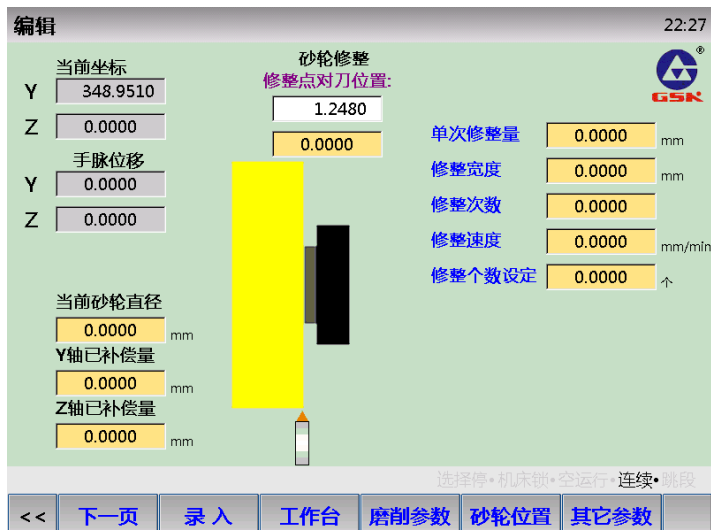 编辑
22:27
当前坐标
Y 348.9510
Z 0.0000
手脉位移
Y 0.0000
Z 0.0000
砂轮修整
修整点对刀位置:
1.2480
0.0000
GSK
®
单次修整量 0.0000 mm
修整宽度 0.0000 mm
修整次数 0.0000
修整速度 0.0000 mm/min
修整个数设定 0.0000 个
当前砂轮直径
0.0000 mm
Y轴已补偿量
0.0000 mm
Z轴已补偿量
0.0000 mm
选择停•机床锁•空运行•连续•跳段
<< 下一页 录入 工作台 磨削参数 砂轮位置 其它参数